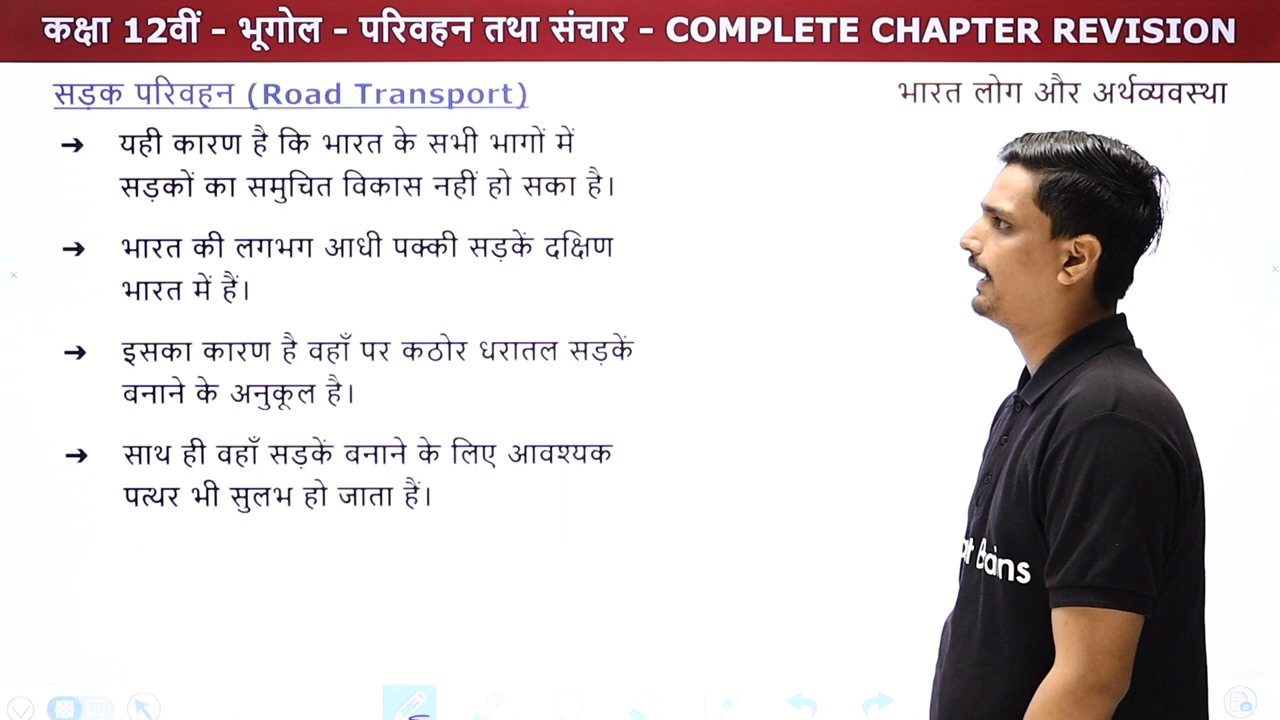 कक्षा 12वीं - भूगोल - परिवहन तथा संचार - COMPLETE CHAPTER REVISION
सड़क परिवहन (Road Transport)
भारत लोग और अर्थव्यवस्था
➔ यही कारण है कि भारत के सभी भागों में
सड़कों का समुचित विकास नहीं हो सका है।
➔ भारत की लगभग आधी पक्की सड़कें दक्षिण
भारत में हैं।
➔ इसका कारण है वहाँ पर कठोर धरातल सड़कें
बनाने के अनुकूल है।
➔ साथ ही वहाँ सड़कें बनाने के लिए आवश्यक
पत्थर भी सुलभ हो जाता हैं।